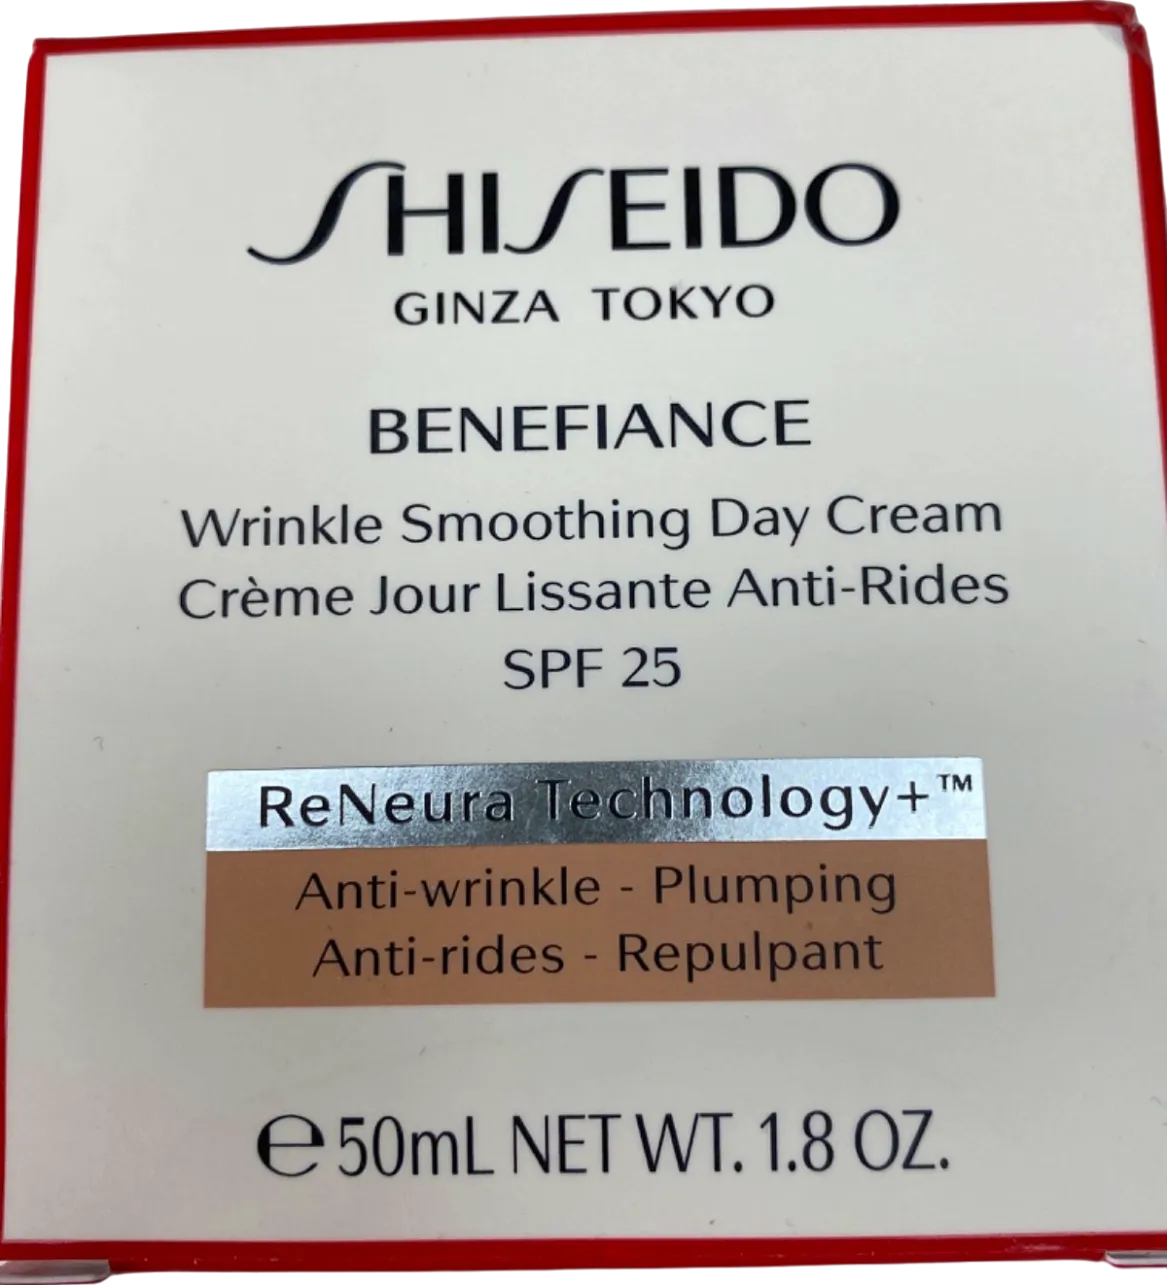 SHISEIDO
GINZA TOKYO
BENEFIANCE
Wrinkle Smoothing Day Cream
Crème Jour Lissante Anti-Rides
SPF 25
ReNeura Technology+™
Anti-wrinkle - Plumping
Anti-rides - Repulpant
℮50mL NET WT. 1.8 OZ.